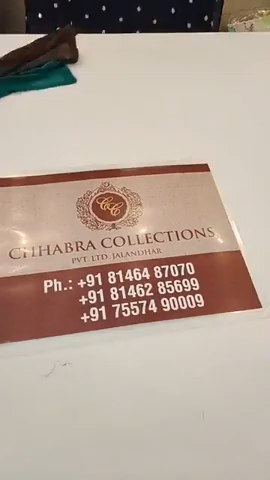 CC
CHHABRA COLLECTIONS
PVT. LTD. JALANDHAR
Ph.: +91 81464 87070
+91 81462 85699
+91 75574 90009